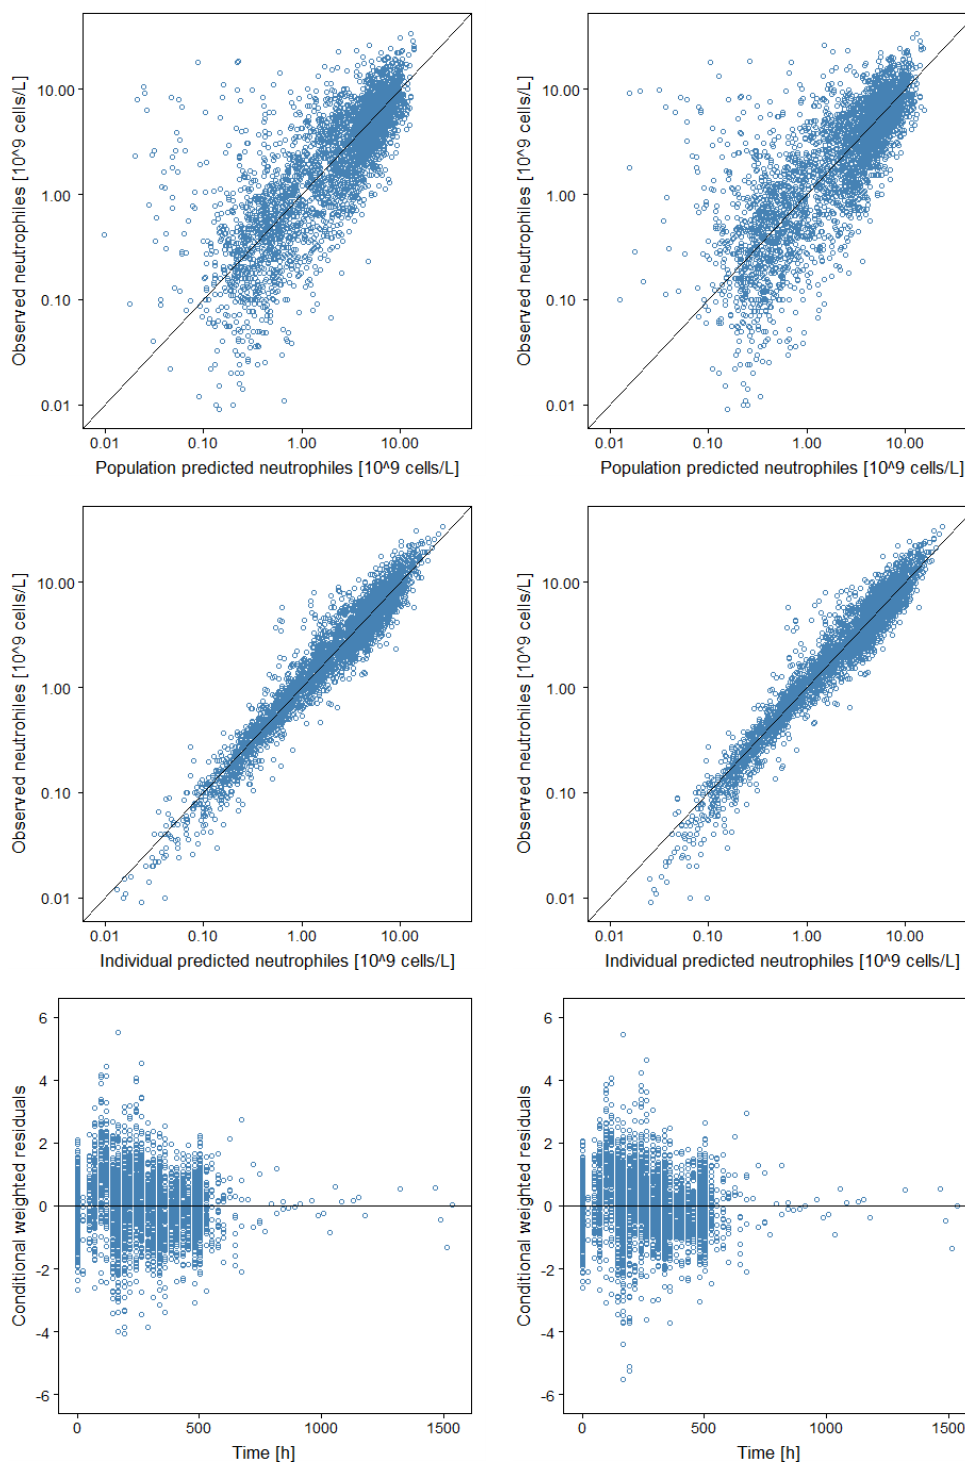 Observed neutrophiles [10^9 cells/L]
10.00
1.00
0.10
0.01
0.01 0.10 1.00 10.00
Population predicted neutrophiles [10^9 cells/L]
Observed neutrophiles [10^9 cells/L]
10.00
1.00
0.10
0.01
0.01 0.10 1.00 10.00
Population predicted neutrophiles [10^9 cells/L]
Observed neutrophiles [10^9 cells/L]
10.00
1.00
0.10
0.01
0.01 0.10 1.00 10.00
Individual predicted neutrophiles [10^9 cells/L]
Observed neutrophiles [10^9 cells/L]
10.00
1.00
0.10
0.01
0.01 0.10 1.00 10.00
Individual predicted neutrophiles [10^9 cells/L]
Conditional weighted residuals
6
4
2
0
-2
-4
-6
0 500 1000 1500
Time [h]
Conditional weighted residuals
6
4
2
0
-2
-4
-6
0 500 1000 1500
Time [h]